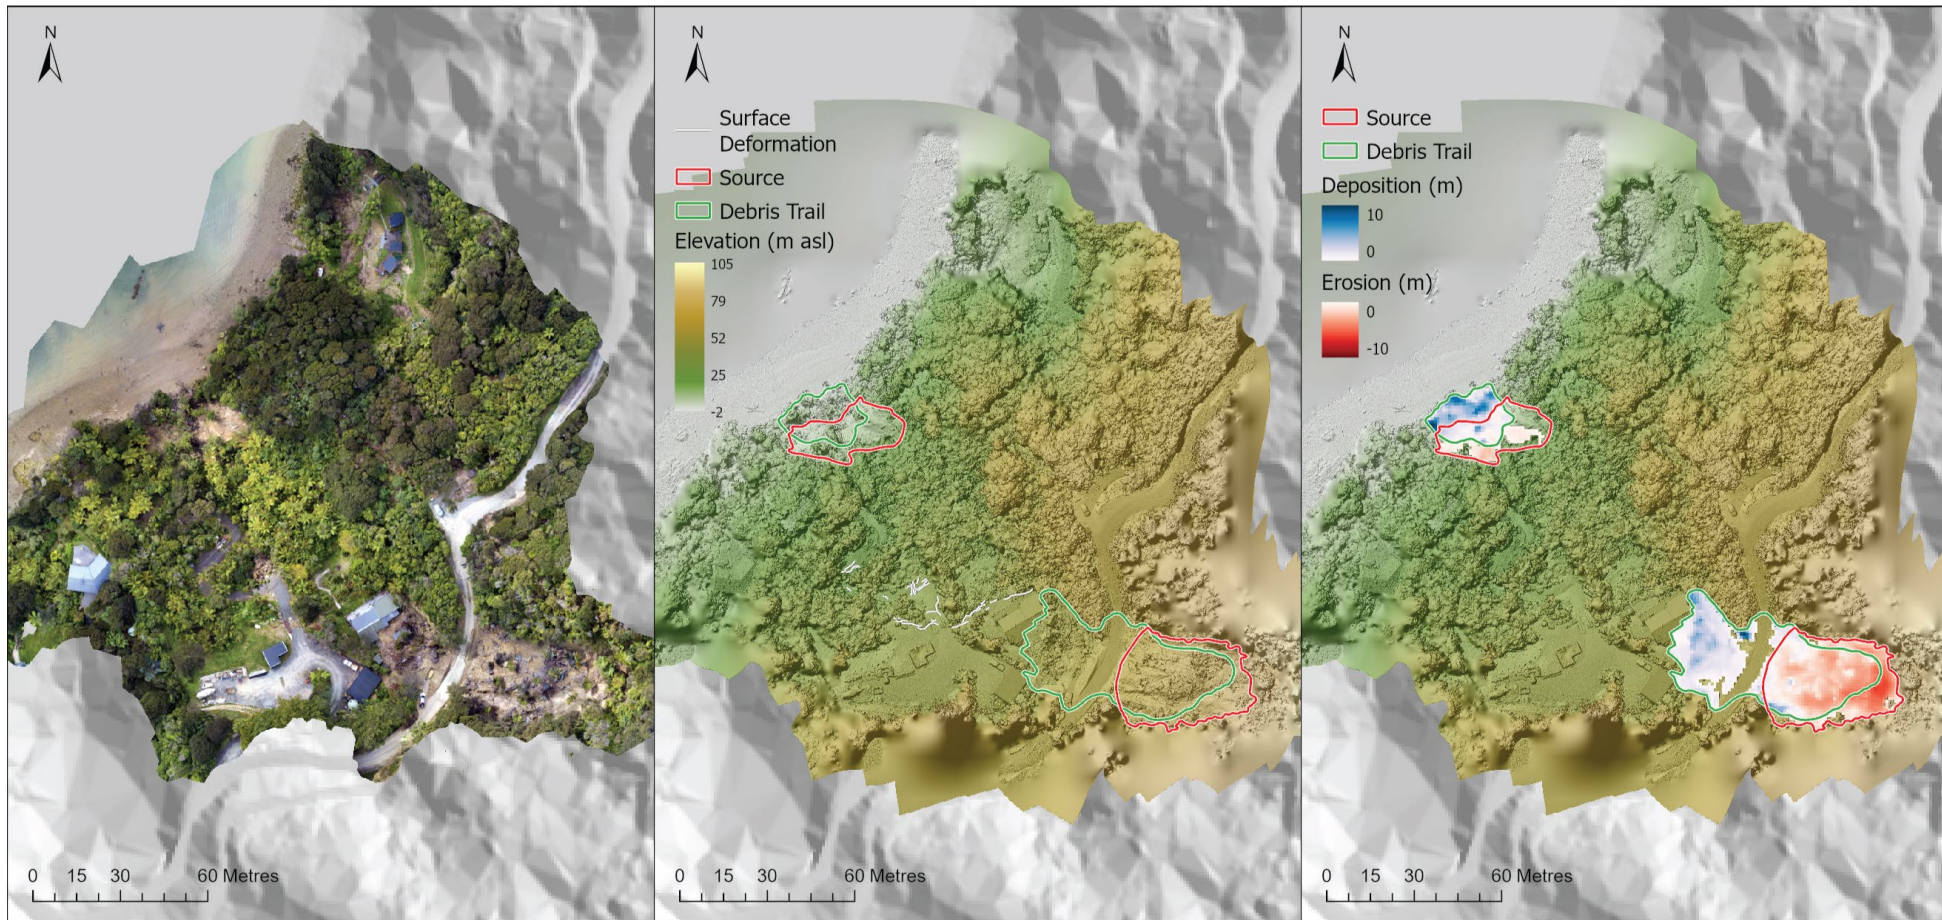 N
0 15 30 60 Metres
N
Surface
Deformation
Source
Debris Trail
Elevation (m asl)
105
79
52
25
-2
0 15 30 60 Metres
N
Source
Debris Trail
Deposition (m)
10
0
Erosion (m)
0
-10
0 15 30 60 Metres